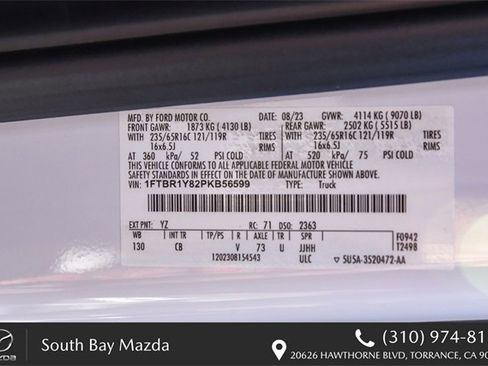 MFD. BY FORD MOTOR CO. DATE: 08/23 GVWR: 4114 KG ( 9070 LB)
FRONT GAWR: 1873 KG ( 4130 LB) REAR GAWR: 2502 KG ( 5515 LB)
WITH 235/65R16C 121/119R TIRES WITH 235/65R16C 121/119R TIRES
16x6.5J RIMS 16x6.5J RIMS
AT 360 kPa/ 52 PSI COLD AT 520 kPa/ 75 PSI COLD
THIS VEHICLE CONFORMS TO ALL APPLICABLE FEDERAL MOTOR VEHICLE
SAFETY STANDARDS IN EFFECT ON THE DATE OF MANUFACTURE SHOWN ABOVE.
VIN: 1FTBR1Y82PKB56599 TYPE: Truck
EXT PNT: YZ RC: 71 DSO: 2363
WB INT TR TP/PS R AXLE TR SPR F0942
130 CB V 73 U JJHH T2498
1202308154543 ULC 5U5A-3520472-AA
mazda South Bay Mazda (310) 974-81
20626 HAWTHORNE BLVD, TORRANCE, CA 90